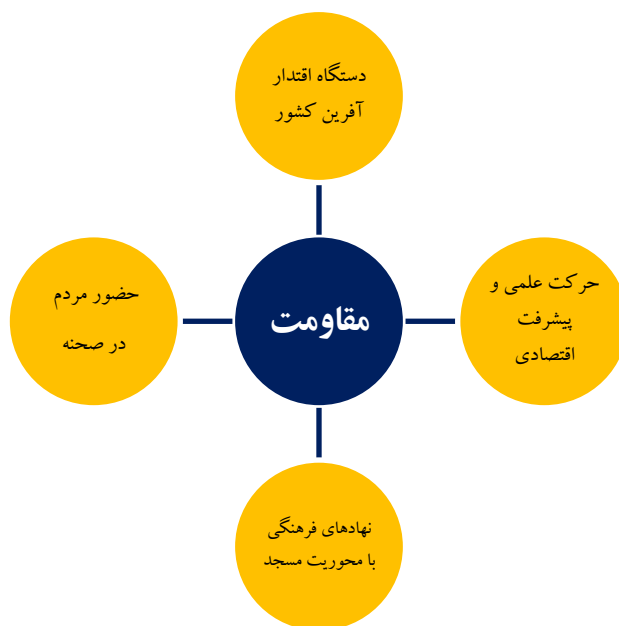 دستگاه اقتدار
آفرین کشور
حرکت علمی و
پیشرفت
اقتصادی
مقاومت
حضور مردم
در صحنه
نهادهای فرهنگی
با محوریت مسجد